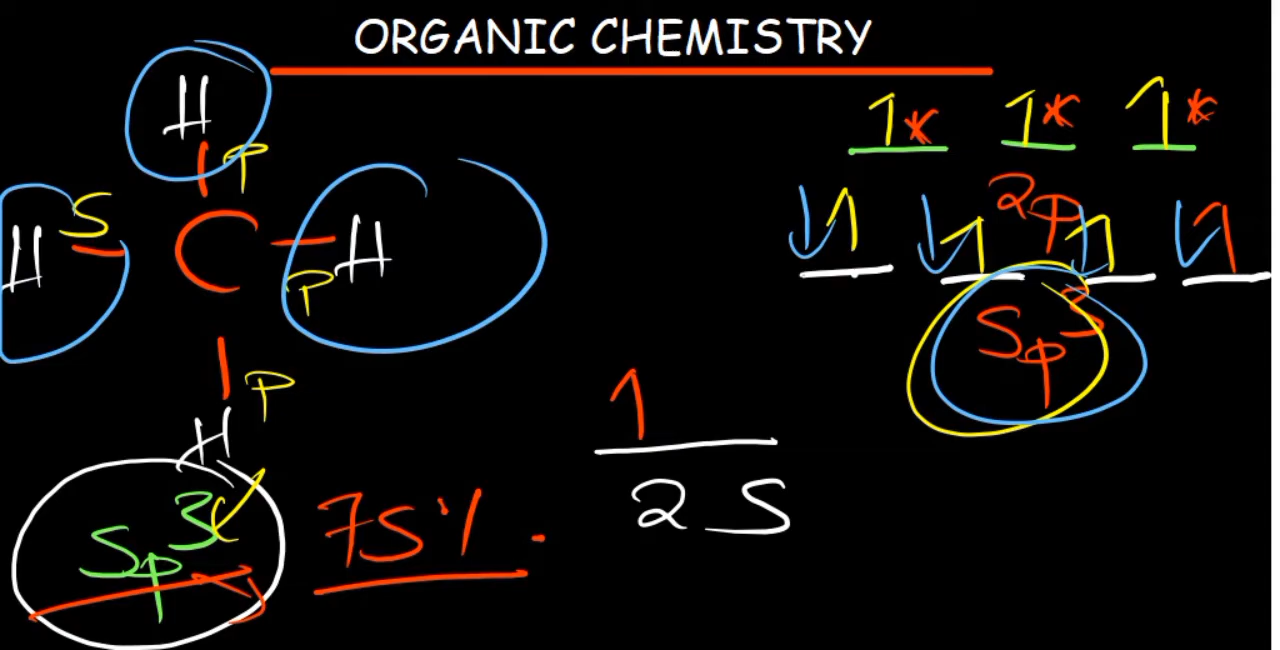 ORGANIC CHEMISTRY
H
1* 1* 1*
P
S
H C H
2p
P
sp3
P
1
H
2S
sp3
75%.